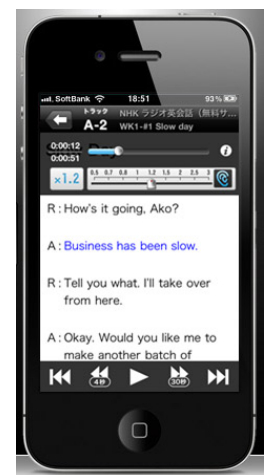 SoftBank 18:51 93%
トラック NHK ラジオ英会話（無料サ...
A-2 WK1-#1 Slow day
0:00:12
0:00:51
×1.2 0.5 0.7 0.8 1 1.2 1.5 2 2.5 3
R : How's it going, Ako?
A : Business has been slow.
R : Tell you what. I'll take over
from here.
A : Okay. Would you like me to
make another batch of
4秒 30秒